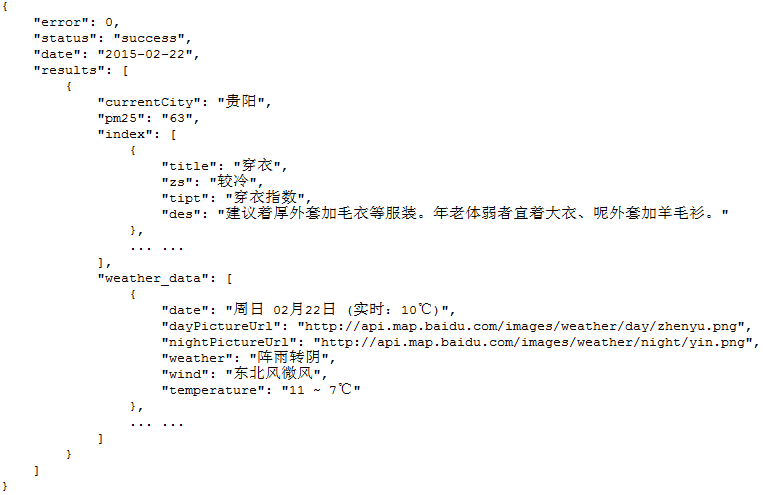 {
    "error": 0,
    "status": "success",
    "date": "2015-02-22",
    "results": [
        {
            "currentCity": "贵阳",
            "pm25": "63",
            "index": [
                {
                    "title": "穿衣",
                    "zs": "较冷",
                    "tipt": "穿衣指数",
                    "des": "建议着厚外套加毛衣等服装。年老体弱者宜着大衣、呢外套加羊毛衫。"
                },
                ... ...
            ],
            "weather_data": [
                {
                    "date": "周日 02月22日 (实时：10℃)",
                    "dayPictureUrl": "http://api.map.baidu.com/images/weather/day/zhenyu.png",
                    "nightPictureUrl": "http://api.map.baidu.com/images/weather/night/yin.png",
                    "weather": "阵雨转阴",
                    "wind": "东北风微风",
                    "temperature": "11 ~ 7℃"
                },
                ... ...
            ]
        }
    ]
}